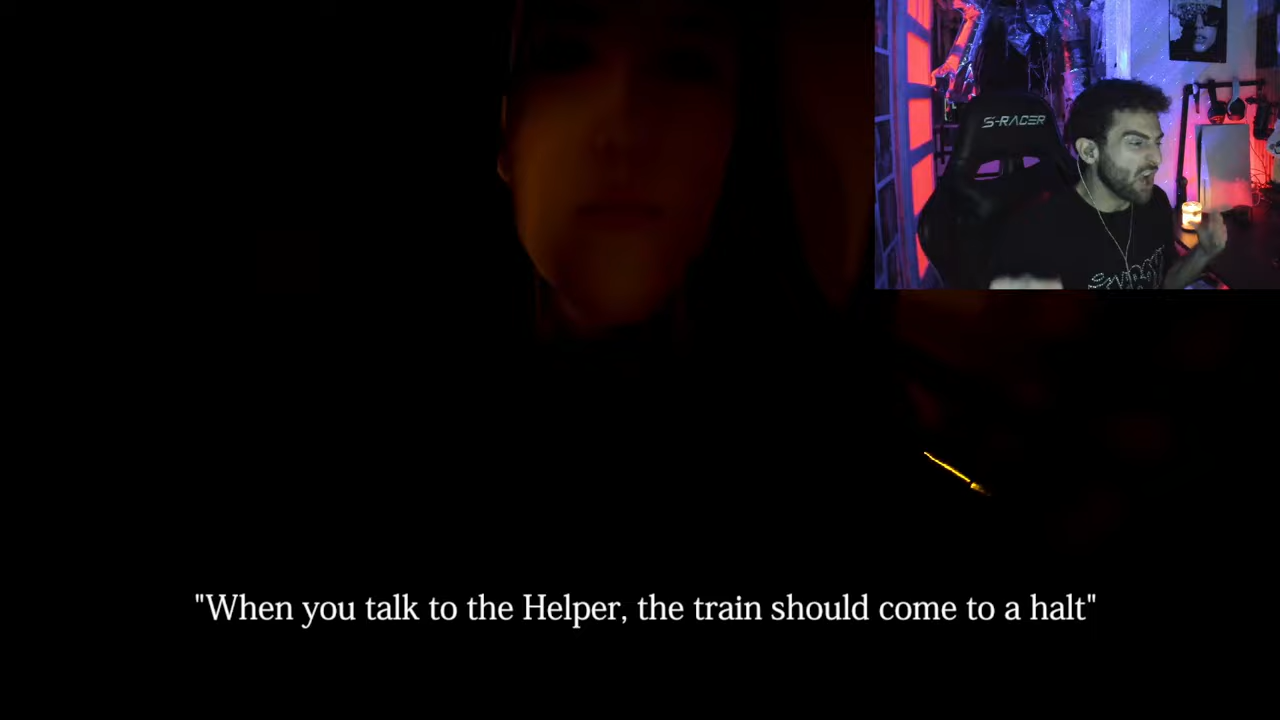 S-RACER
"When you talk to the Helper, the train should come to a halt"